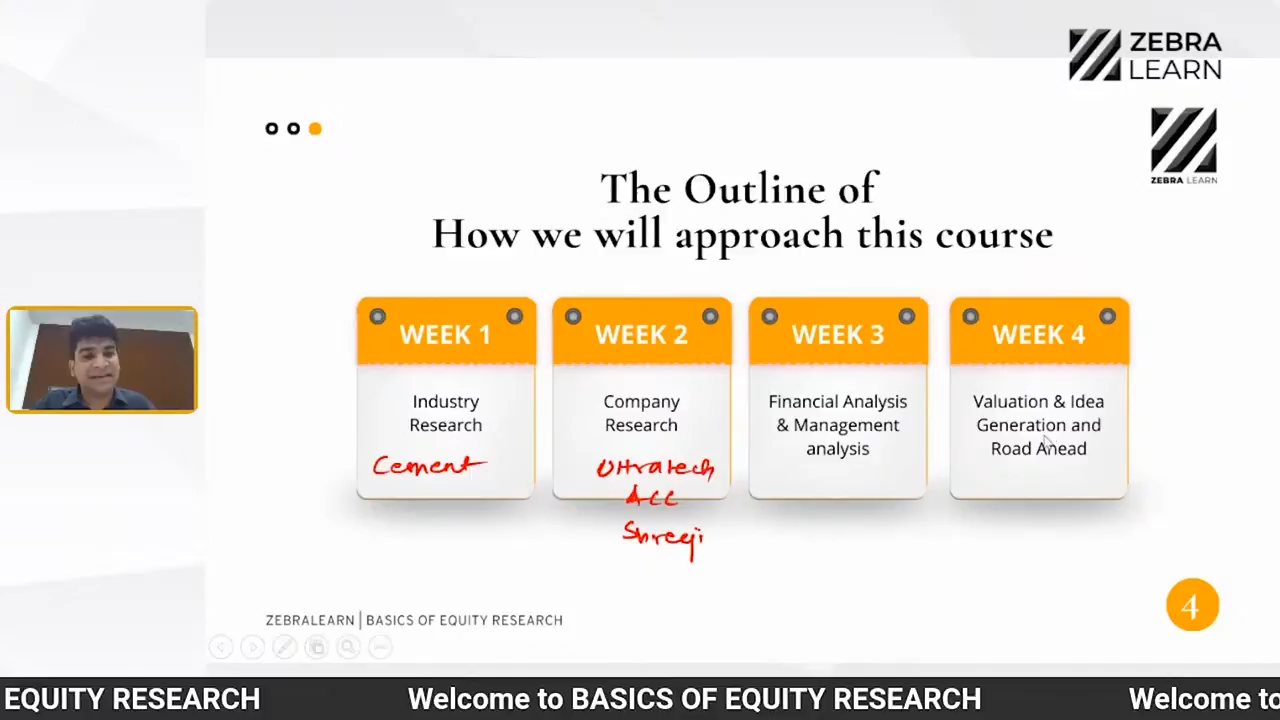 ZEBRA
LEARN
ZEBRA LEARN
The Outline of
How we will approach this course
WEEK 1
Industry
Research
Cement
WEEK 2
Company
Research
Ultratech
ACC
Shreeji
WEEK 3
Financial Analysis
& Management
analysis
WEEK 4
Valuation & Idea
Generation and
Road Ahead
ZEBRALEARN | BASICS OF EQUITY RESEARCH
4
EQUITY RESEARCH Welcome to BASICS OF EQUITY RESEARCH Welcome to